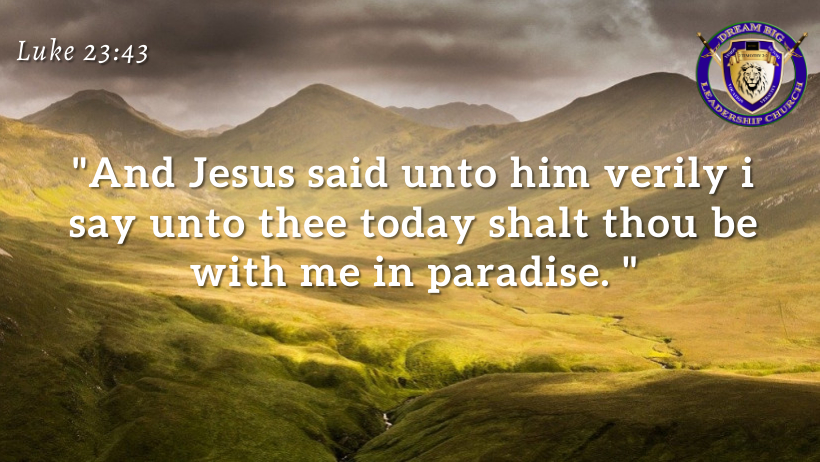 Luke 23:43
DREAM BIG
LEADERSHIP CHURCH
"And Jesus said unto him verily i
say unto thee today shalt thou be
with me in paradise. "